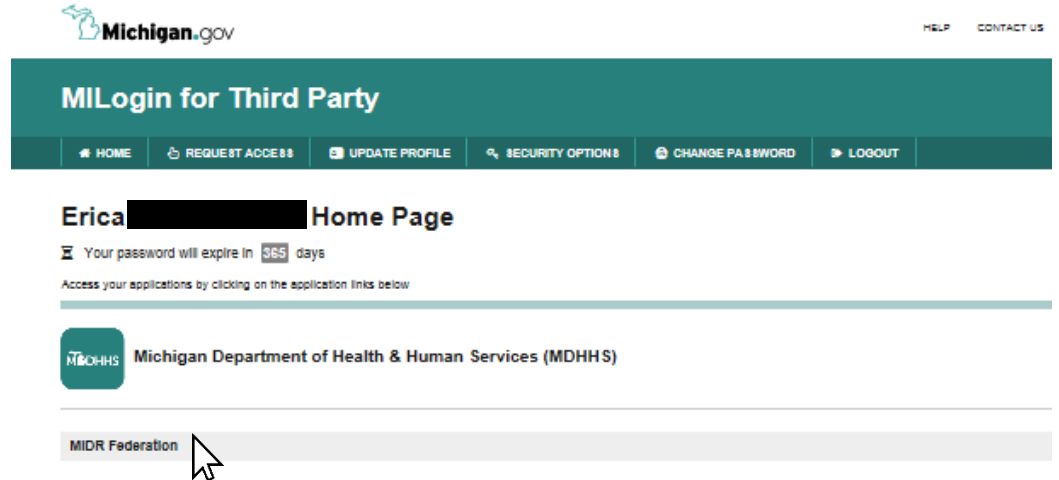 Michigan.gov
HELP CONTACT US
MILogin for Third Party
HOME REQUEST ACCESS UPDATE PROFILE SECURITY OPTIONS CHANGE PASSWORD LOGOUT
Erica Home Page
Your password will expire in 365 days
Access your applications by clicking on the application links below
MDHHS Michigan Department of Health & Human Services (MDHHS)
MIDR Federation